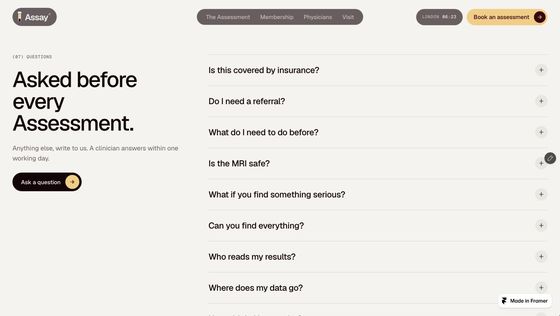 Assay
The Assessment
Membership
Physicians
Visit
LONDON 06:23
Book an assessment
(07) QUESTIONS
Asked before
every
Assessment.
Anything else, write to us. A clinician answers within one
working day.
Ask a question
Is this covered by insurance?
Do I need a referral?
What do I need to do before?
Is the MRI safe?
What if you find something serious?
Can you find everything?
Who reads my results?
Where does my data go?
Made in Framer